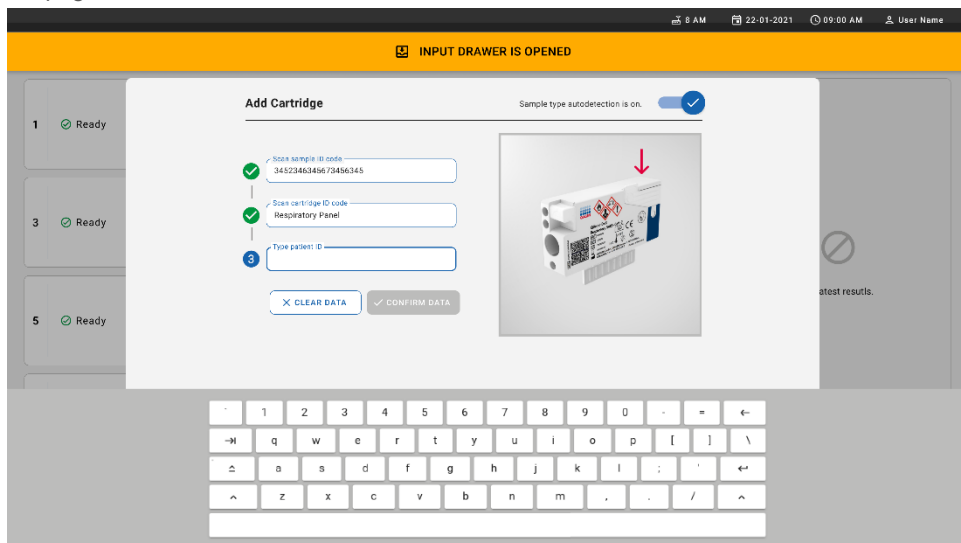 8 AM 22-01-2021 09:00 AM User Name
INPUT DRAWER IS OPENED
Add Cartridge
Sample type autodetection is on.
1 Ready
3 Ready
5 Ready
Scan sample ID code
34523463345673456345
Scan cartridge ID code
Respiratory Panel
3
Type patient ID
CLEAR DATA
CONFIRM DATA
atest resutls.
` 1 2 3 4 5 6 7 8 9 0 - =
q w e r t y u i o p [ ] \
a s d f g h j k l ; '
z x c v b n m , . /